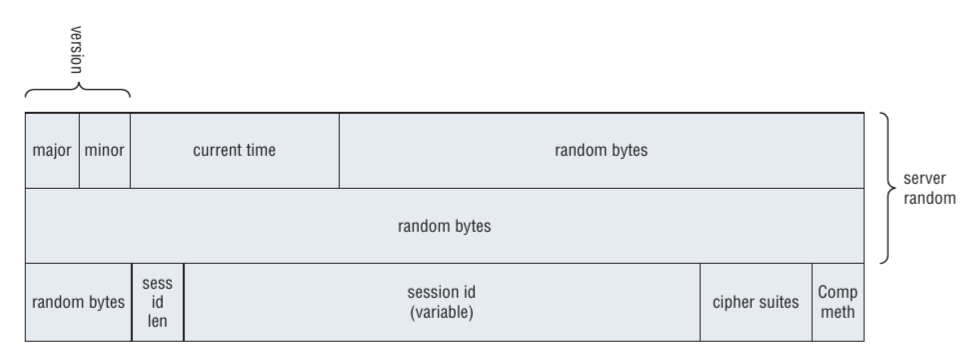 version
major
minor
current time
random bytes
server
random
random bytes
random bytes
sess
id
len
session id
(variable)
cipher suites
Comp
meth